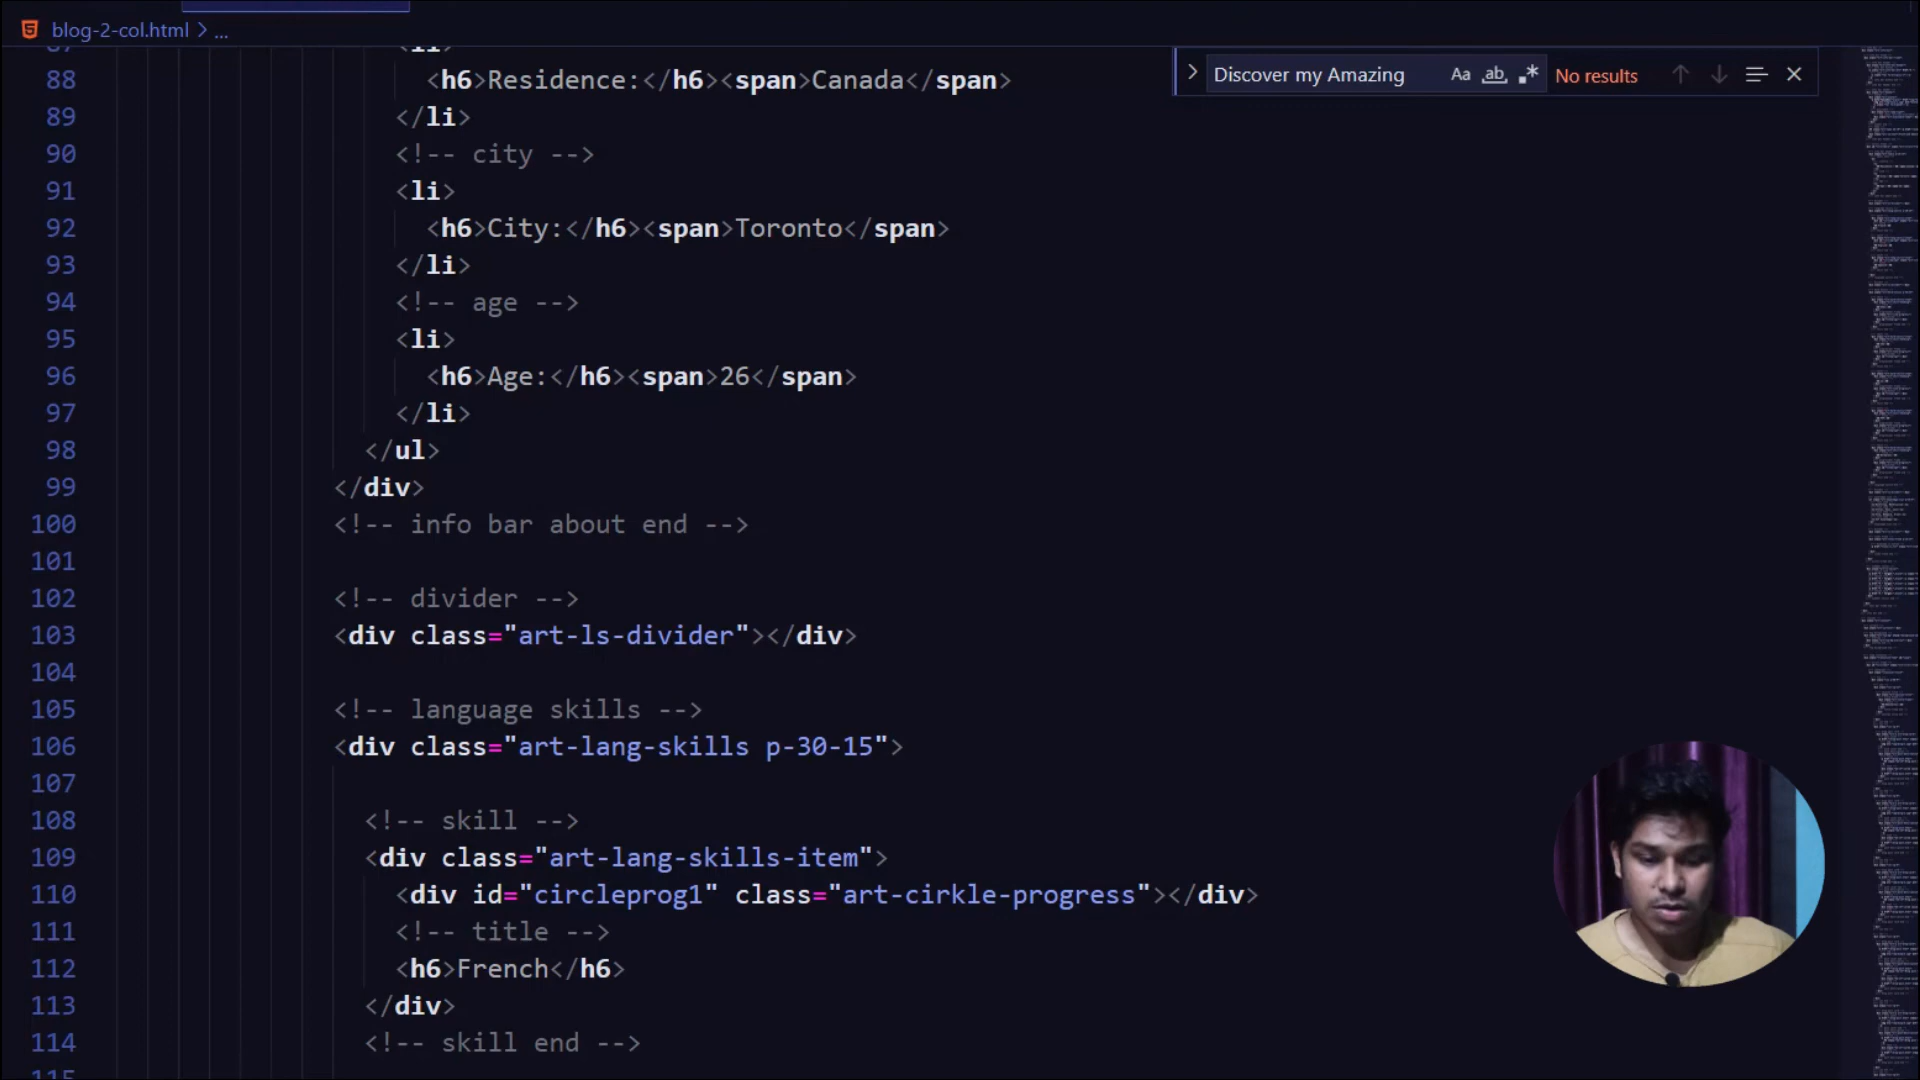 blog-2-col.html > ...
Discover my Amazing Aa ab .* No results
87 <li>
88 <h6>Residence:</h6><span>Canada</span>
89 </li>
90 <!-- city -->
91 <li>
92 <h6>City:</h6><span>Toronto</span>
93 </li>
94 <!-- age -->
95 <li>
96 <h6>Age:</h6><span>26</span>
97 </li>
98 </ul>
99 </div>
100 <!-- info bar about end -->
101
102 <!-- divider -->
103 <div class="art-ls-divider"></div>
104
105 <!-- language skills -->
106 <div class="art-lang-skills p-30-15">
107
108 <!-- skill -->
109 <div class="art-lang-skills-item">
110 <div id="circleprog1" class="art-cirkle-progress"></div>
111 <!-- title -->
112 <h6>French</h6>
113 </div>
114 <!-- skill end -->
115